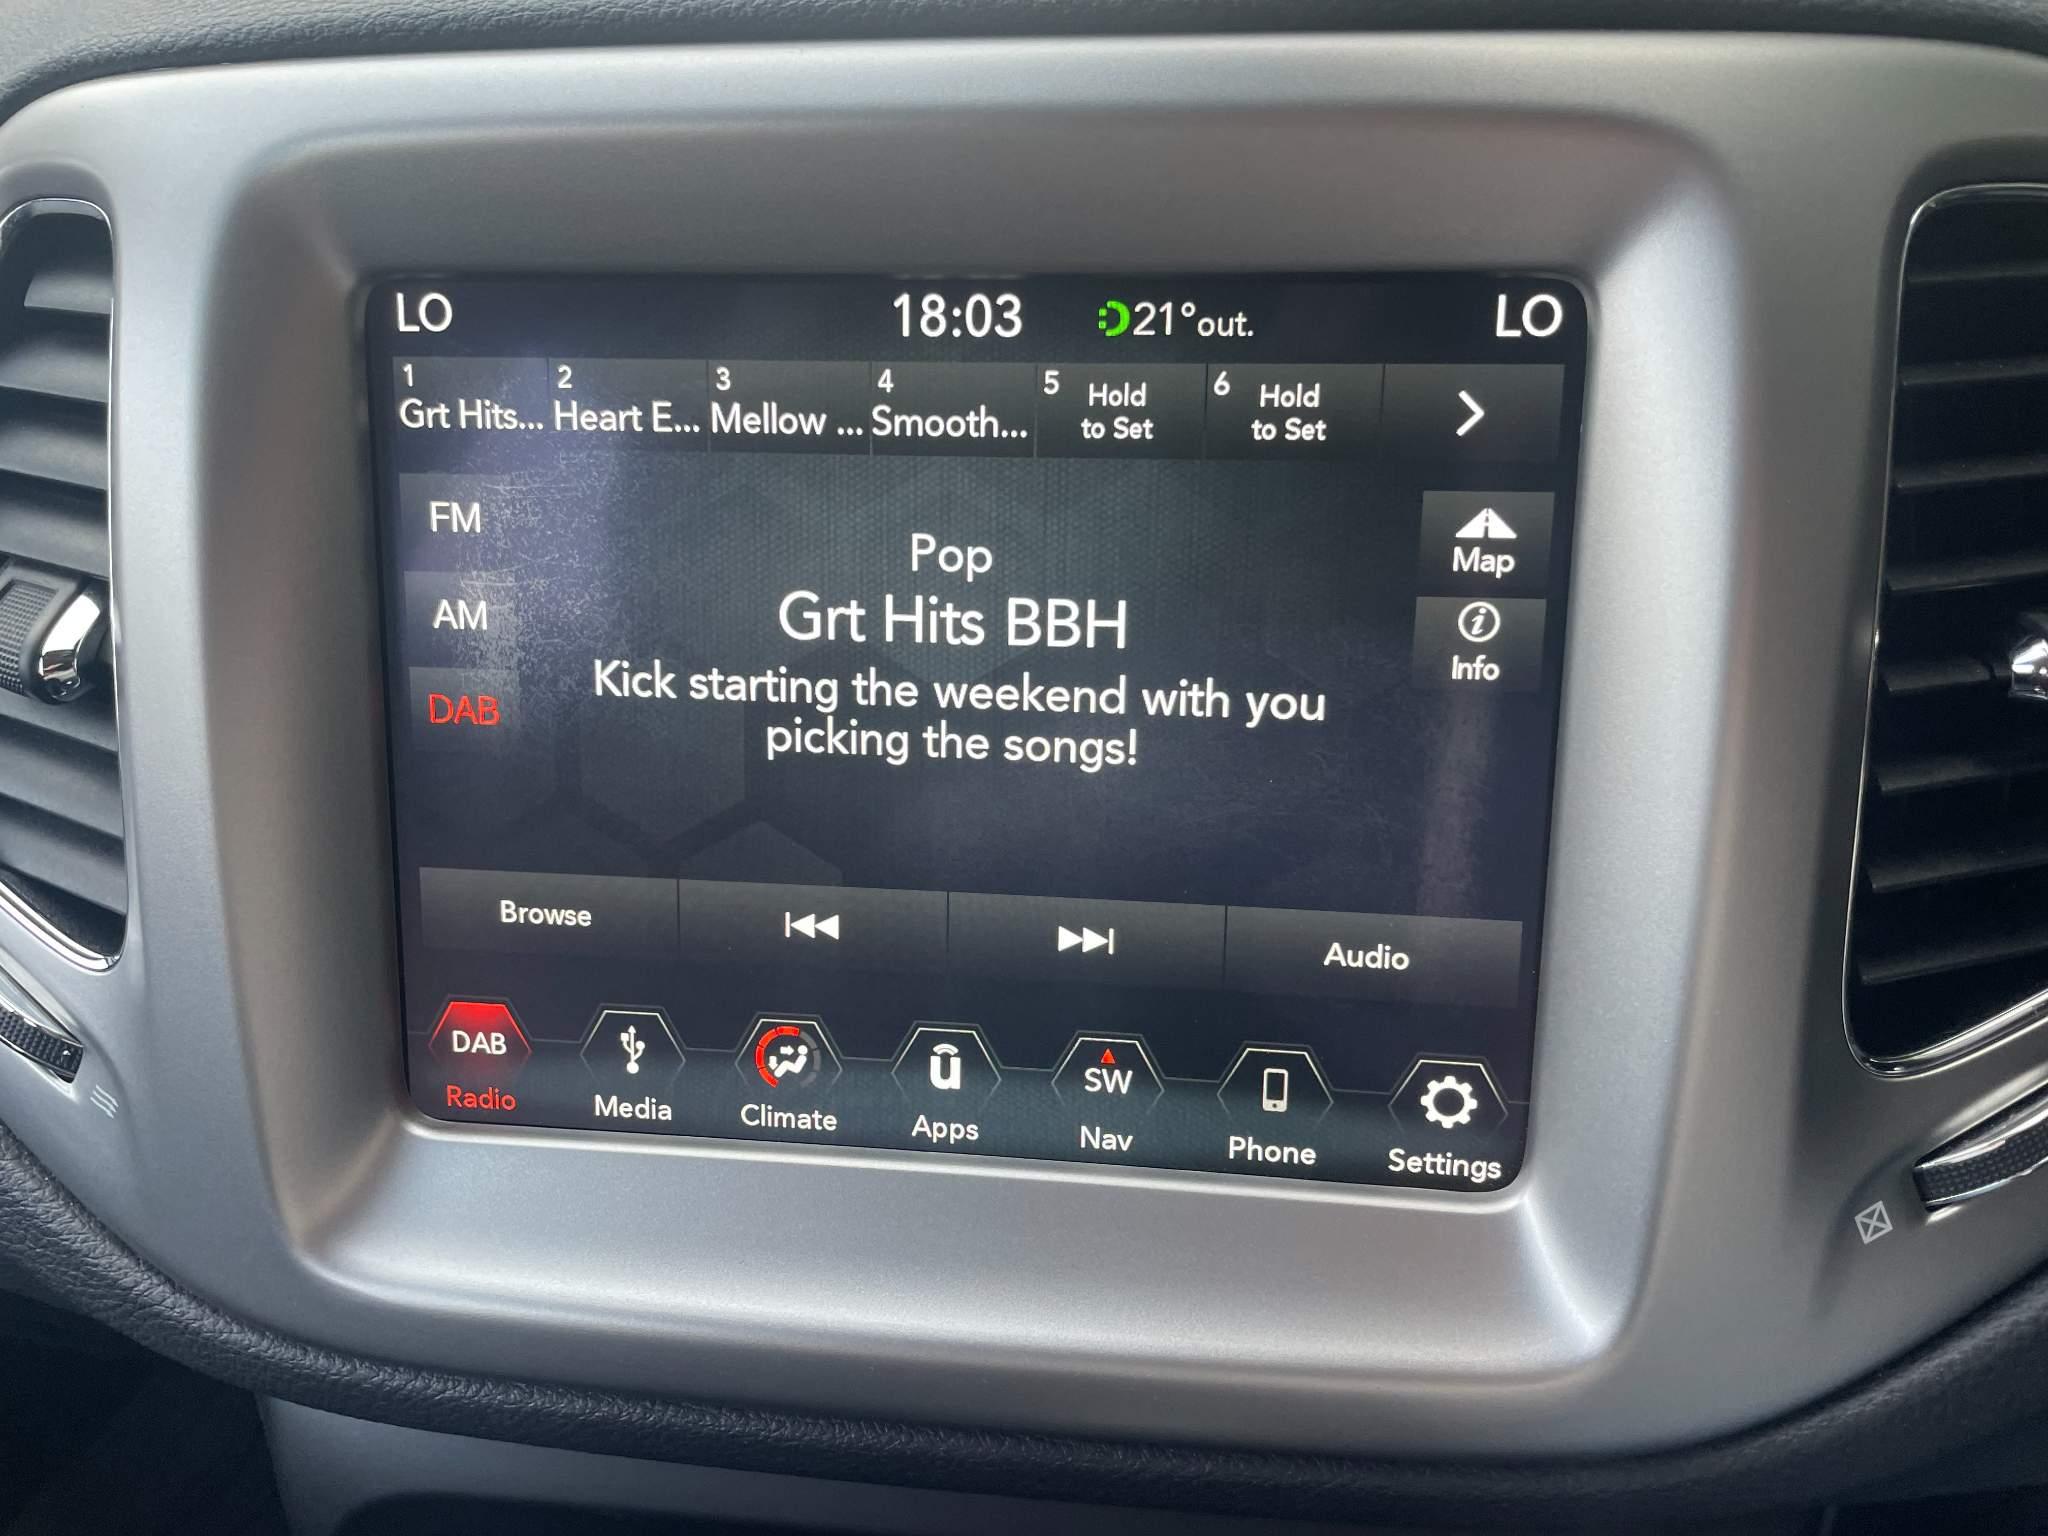 LO 18:03 21°out. LO
1 2 3 4 5 Hold 6 Hold
Grt Hits... Heart E... Mellow ... Smooth... to Set to Set
FM
Map
AM
Info
DAB
Pop
Grt Hits BBH
Kick starting the weekend with you
picking the songs!
Browse Audio
DAB u SW
Radio Media Climate Apps Nav Phone Settings